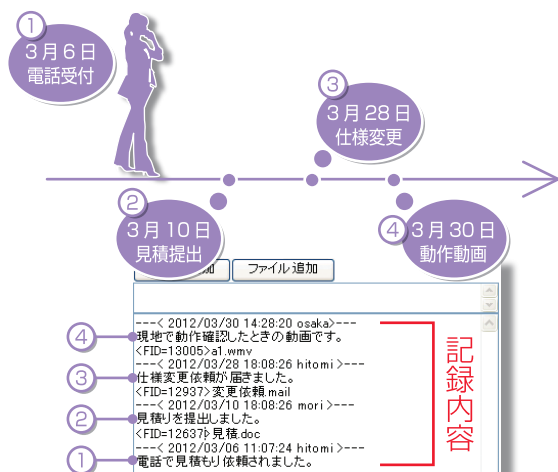 ①
3月6日
電話受付
③
3月28日
仕様変更
②
3月10日
見積提出
④
3月30日
動作動画
加
ファイル追加
---< 2012/03/30 14:28:20 osaka>---
④
現地で動作確認したときの動画です。
<FID=13005>a1.wmv
---< 2012/03/28 18:08:26 hitomi>---
③
仕様変更依頼が届きました。
<FID=12937>変更依頼.mail
---< 2012/03/10 18:08:26 mori>---
②
見積りを提出しました。
<FID=12637>見積.doc
---< 2012/03/06 11:07:24 hitomi>---
①
電話で見積もり依頼されました。
記録内容